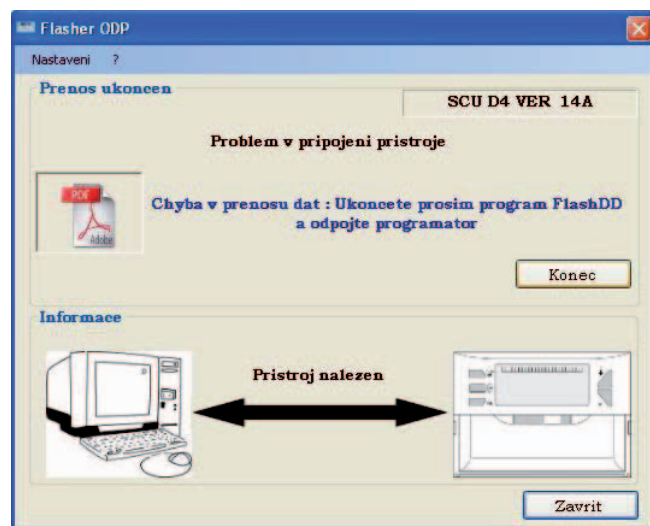 Flasher ODP
Nastaveni ?
Prenos ukoncen
SCU D4 VER 14A
Problem v pripojeni pristroje
PDF
Adobe
Chyba v prenosu dat : Ukoncete prosim program FlashDD
a odpojte programator
Konec
Informace
Pristroj nalezen
Zavrit